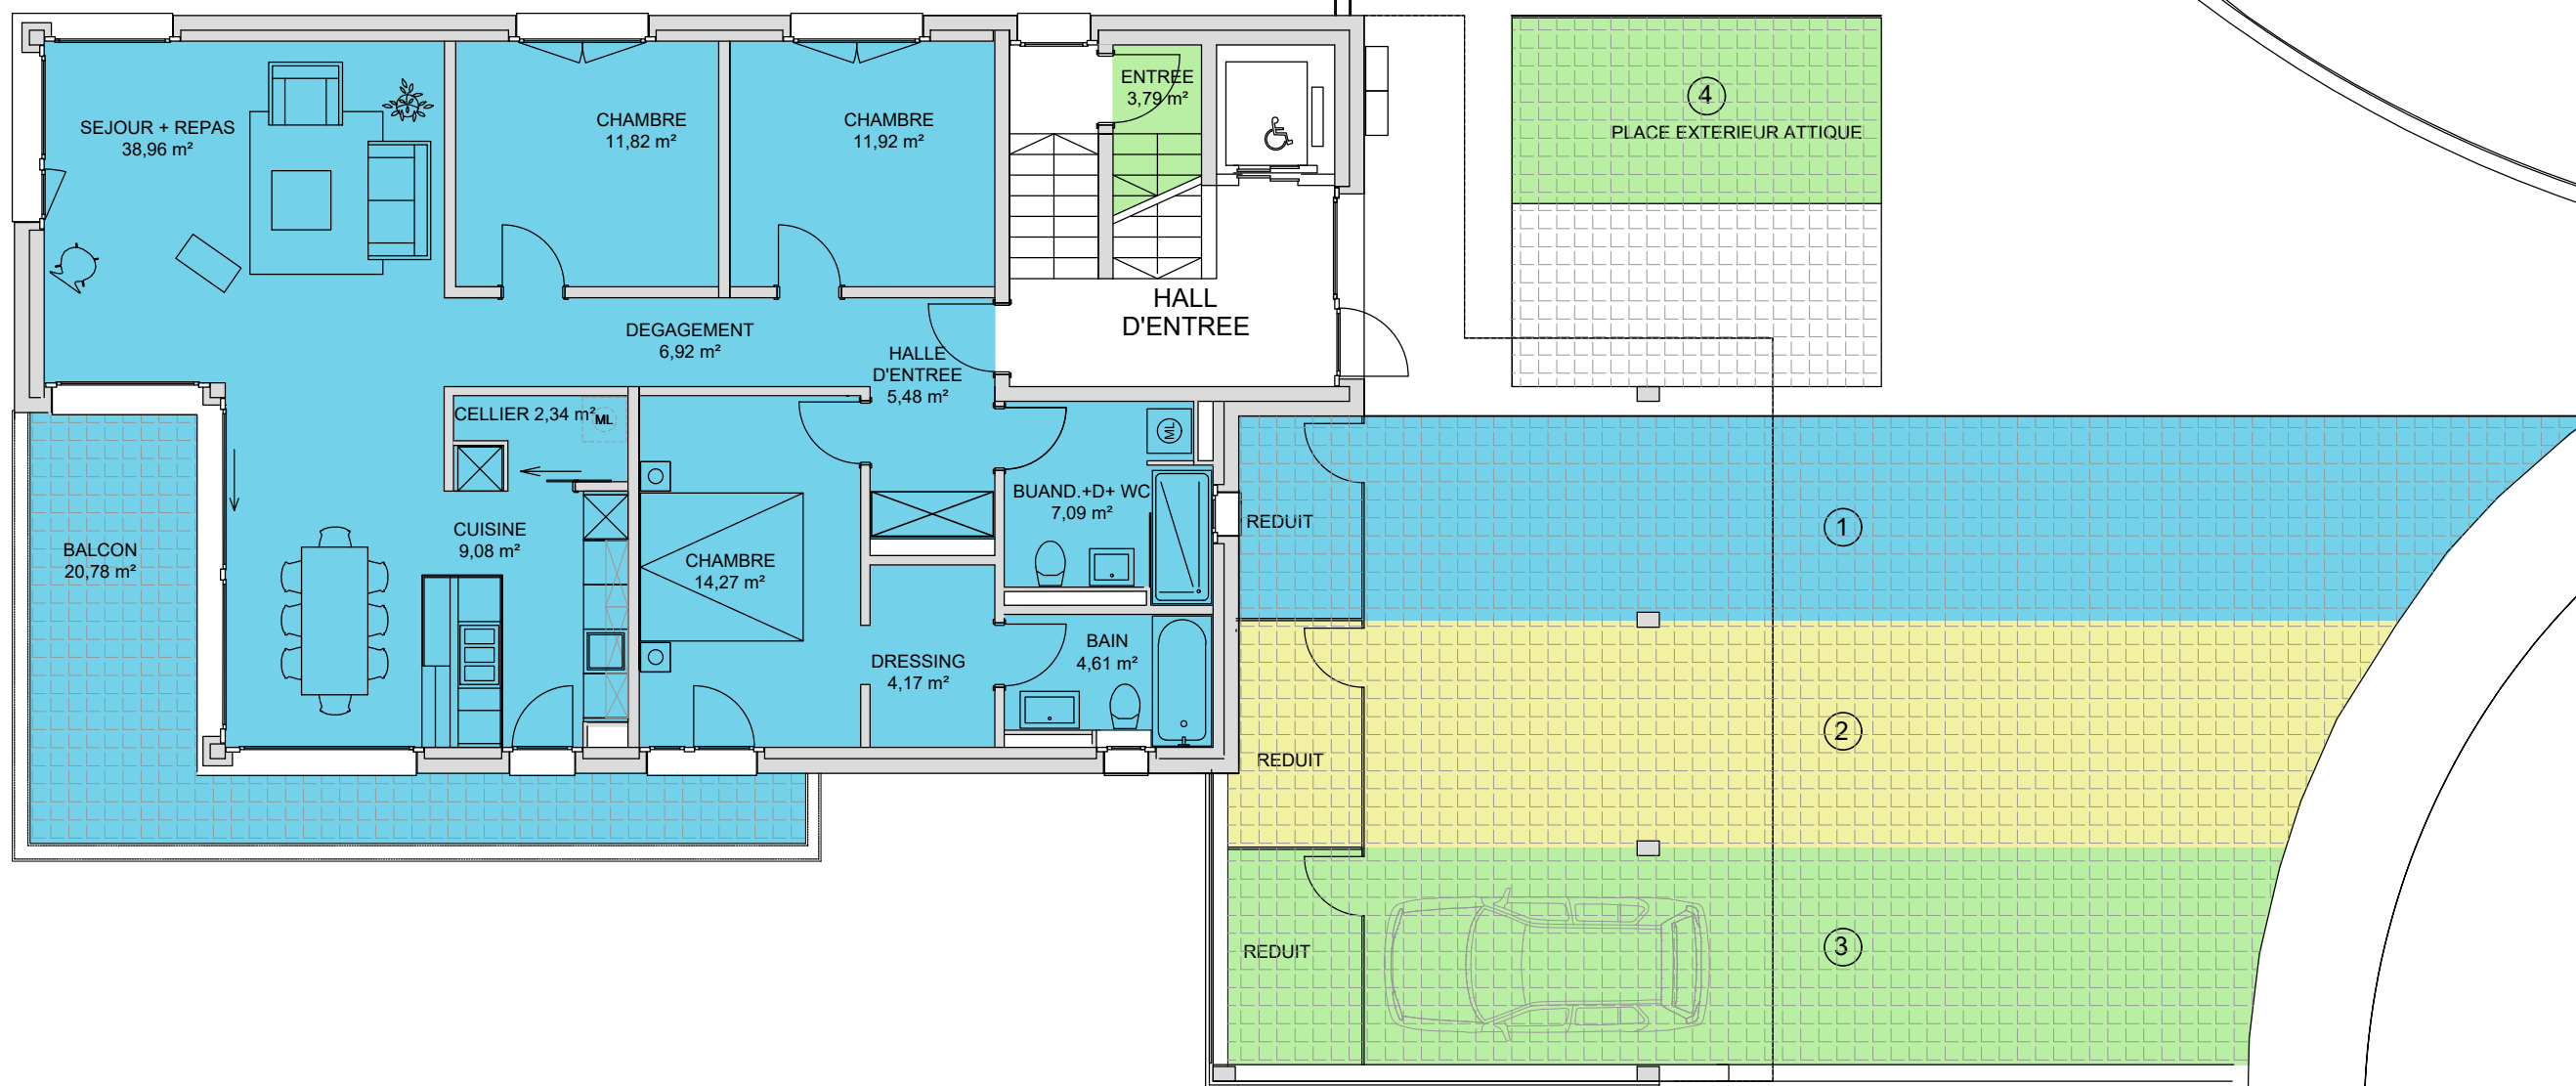 SEJOUR + REPAS
38,96 m²
CHAMBRE
11,82 m²
CHAMBRE
11,92 m²
ENTREE
3,79 m²
4
PLACE EXTERIEUR ATTIQUE
HALL
D'ENTREE
DEGAGEMENT
6,92 m²
HALLE
D'ENTREE
5,48 m²
CELLIER 2,34 m²
ML
ML
BUAND.+D+ WC
7,09 m²
REDUIT
1
CUISINE
9,08 m²
BALCON
20,78 m²
CHAMBRE
14,27 m²
DRESSING
4,17 m²
BAIN
4,61 m²
REDUIT
2
REDUIT
3